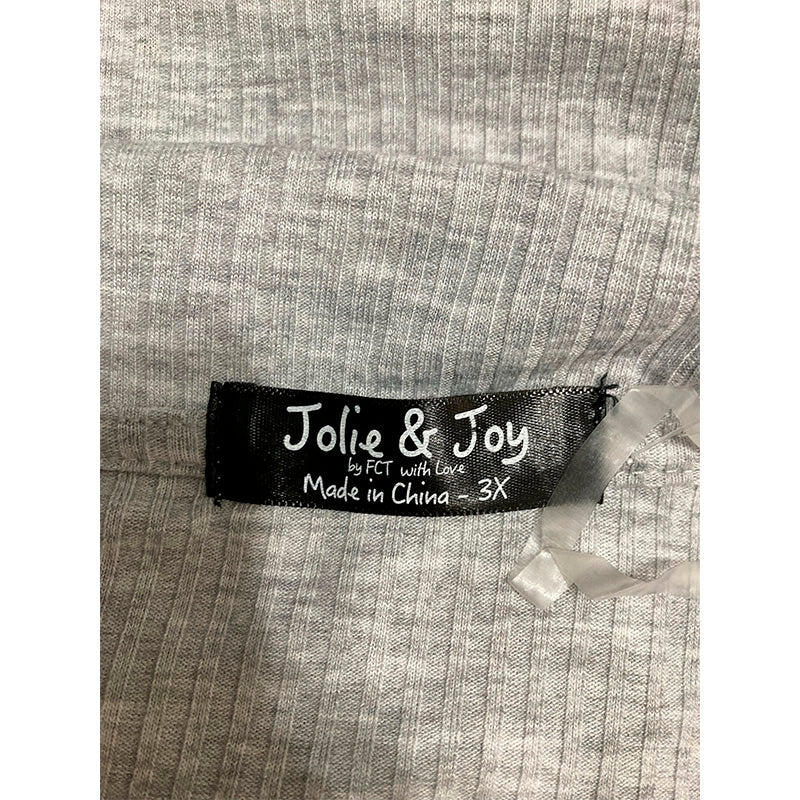 Jolie & Joy
by FCT with Love
Made in China - 3X